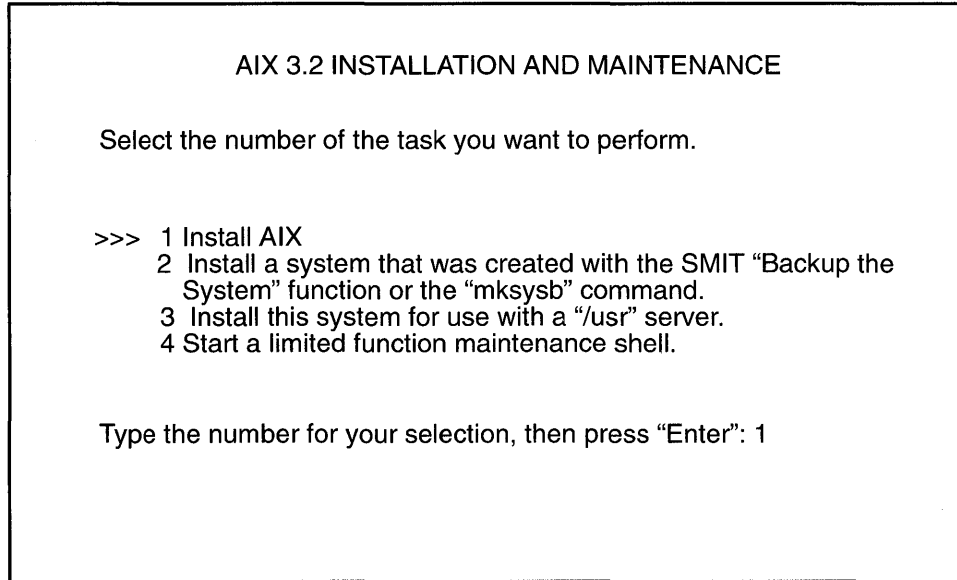 AIX 3.2 INSTALLATION AND MAINTENANCE
Select the number of the task you want to perform.
>>> 1 Install AIX
2 Install a system that was created with the SMIT “Backup the
System” function or the “mksysb” command.
3 Install this system for use with a “/usr” server.
4 Start a limited function maintenance shell.
Type the number for your selection, then press “Enter”: 1